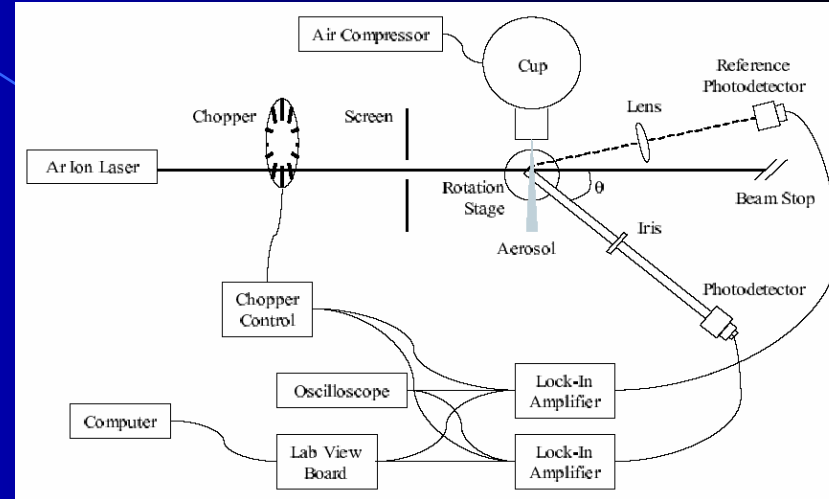 Air Compressor
Cup
Reference
Photodetector
Lens
Chopper
Screen
Ar Ion Laser
Rotation
Stage
θ
Beam Stop
Aerosol
Iris
Photodetector
Chopper
Control
Oscilloscope
Lock-In
Amplifier
Computer
Lab View
Board
Lock-In
Amplifier